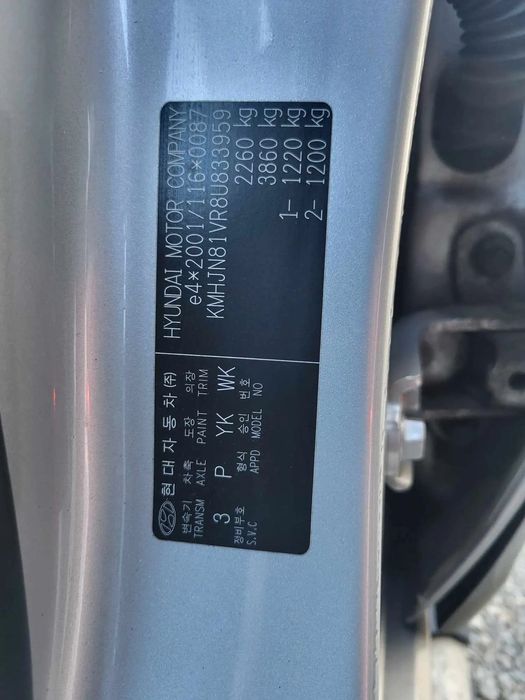 HYUNDAI MOTOR COMPANY
e4*2001/116*0087
KMHJN81VR8U833959
2260 kg
3860 kg
1- 1220 kg
2- 1200 kg
현대자동차(주)
변속기 차축 도장 의장
TRANSM AXLE PAINT TRIM
3 P YK WK
정비부호 형식 승인 번호
S.V.C APPD MODEL NO